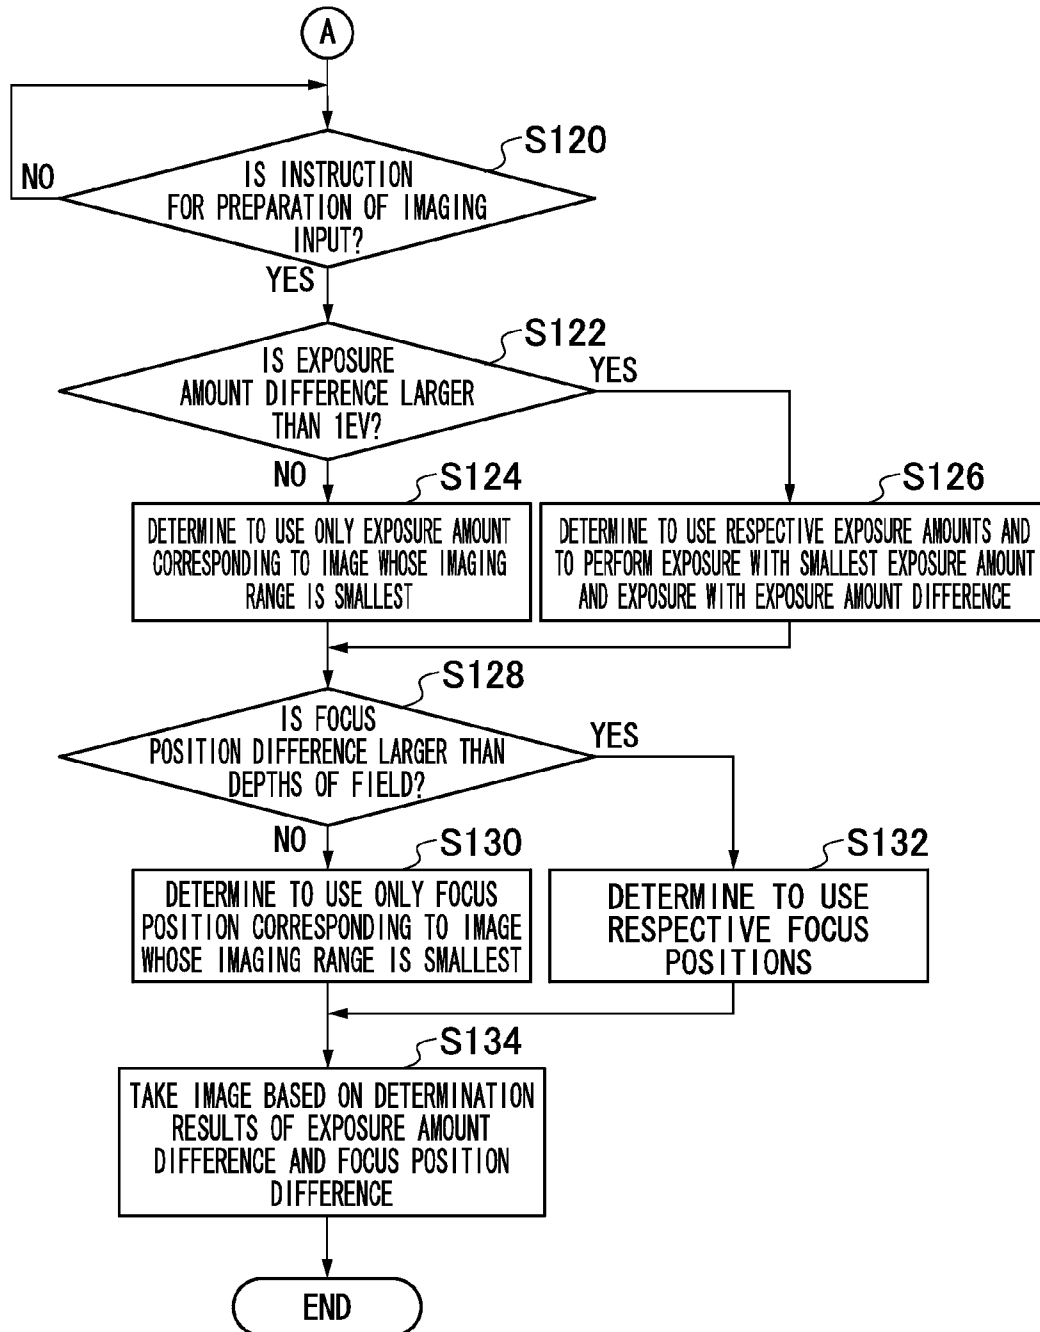 A
S120
IS INSTRUCTION
FOR PREPARATION OF IMAGING
INPUT?
NO
YES
S122
IS EXPOSURE
AMOUNT DIFFERENCE LARGER
THAN 1EV?
YES
NO
S124
DETERMINE TO USE ONLY EXPOSURE AMOUNT
CORRESPONDING TO IMAGE WHOSE IMAGING
RANGE IS SMALLEST
S126
DETERMINE TO USE RESPECTIVE EXPOSURE AMOUNTS AND
TO PERFORM EXPOSURE WITH SMALLEST EXPOSURE AMOUNT
AND EXPOSURE WITH EXPOSURE AMOUNT DIFFERENCE
S128
IS FOCUS
POSITION DIFFERENCE LARGER THAN
DEPTHS OF FIELD?
YES
NO
S130
DETERMINE TO USE ONLY FOCUS
POSITION CORRESPONDING TO IMAGE
WHOSE IMAGING RANGE IS SMALLEST
S132
DETERMINE TO USE
RESPECTIVE FOCUS
POSITIONS
S134
TAKE IMAGE BASED ON DETERMINATION
RESULTS OF EXPOSURE AMOUNT
DIFFERENCE AND FOCUS POSITION
DIFFERENCE
END